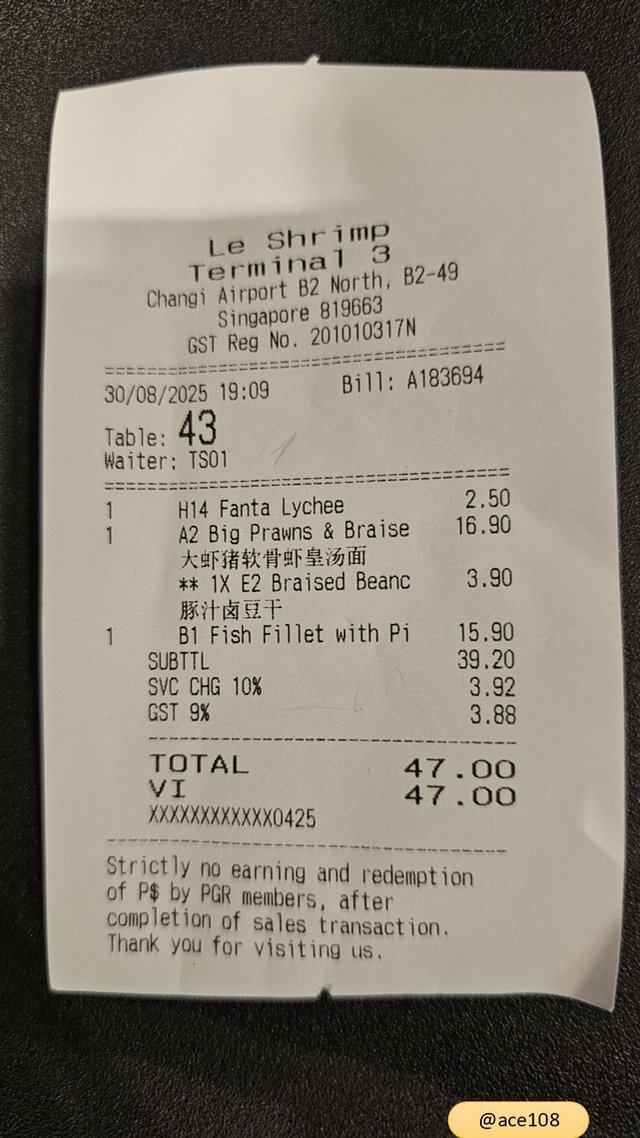 Le Shrimp
Terminal 3
Changi Airport B2 North, B2-49
Singapore 819663
GST Reg No. 201010317N
30/08/2025 19:09 Bill: A183694
Table: 43
Waiter: TS01
1 H14 Fanta Lychee 2.50
1 A2 Big Prawns & Braise 16.90
大虾猪软骨虾皇汤面
** 1X E2 Braised Beanc 3.90
豚汁卤豆干
1 B1 Fish Fillet with Pi 15.90
SUBTTL 39.20
SVC CHG 10% 3.92
GST 9% 3.88
TOTAL 47.00
VI 47.00
XXXXXXXXXXXX0425
Strictly no earning and redemption
of P$ by PGR members, after
completion of sales transaction.
Thank you for visiting us.
@ace108